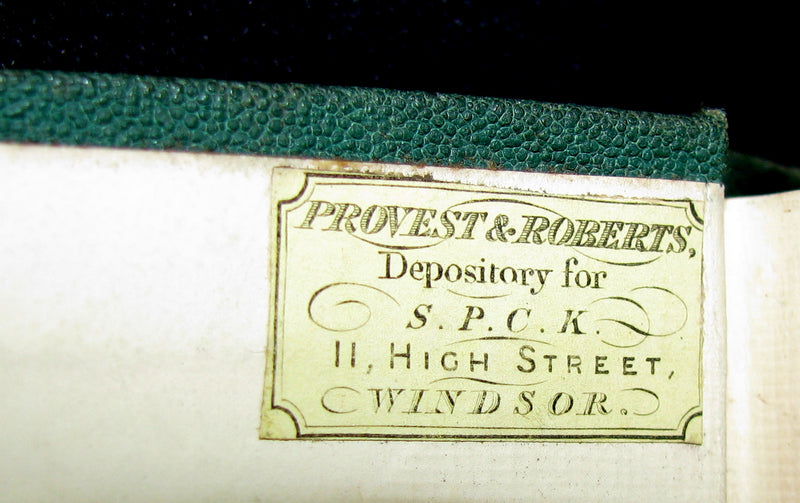 PROVEST & ROBERTS,
Depository for
S. P. C. K.
11, HIGH STREET,
WINDSOR.